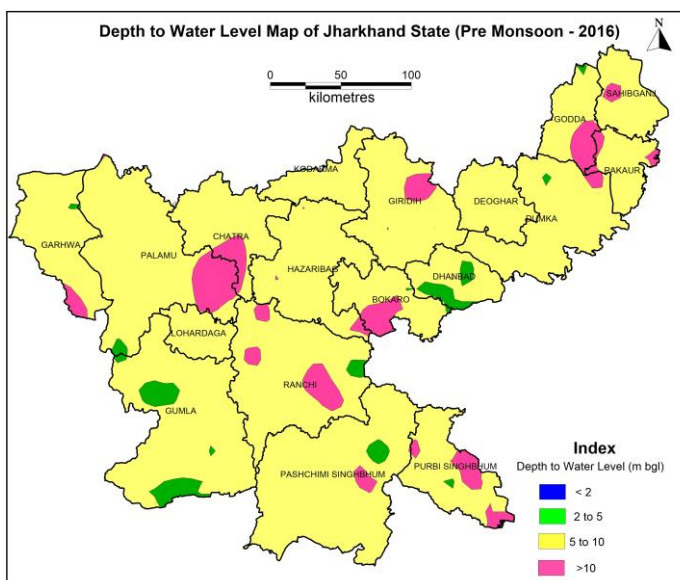 Depth to Water Level Map of Jharkhand State (Pre Monsoon - 2016)
N
0 50 100
kilometres
SAHIBGANJ
GODDA
PAKAUR
KODARMA
GIRIDIH
DEOGHAR
DUMKA
GARHWA
PALAMU
CHATRA
HAZARIBAG
DHANBAD
BOKARO
LOHARDAGA
RANCHI
GUMLA
PASHCHIMI SINGHBHUM
PURBI SINGHBHUM
Index
Depth to Water Level (m bgl)
< 2
2 to 5
5 to 10
>10